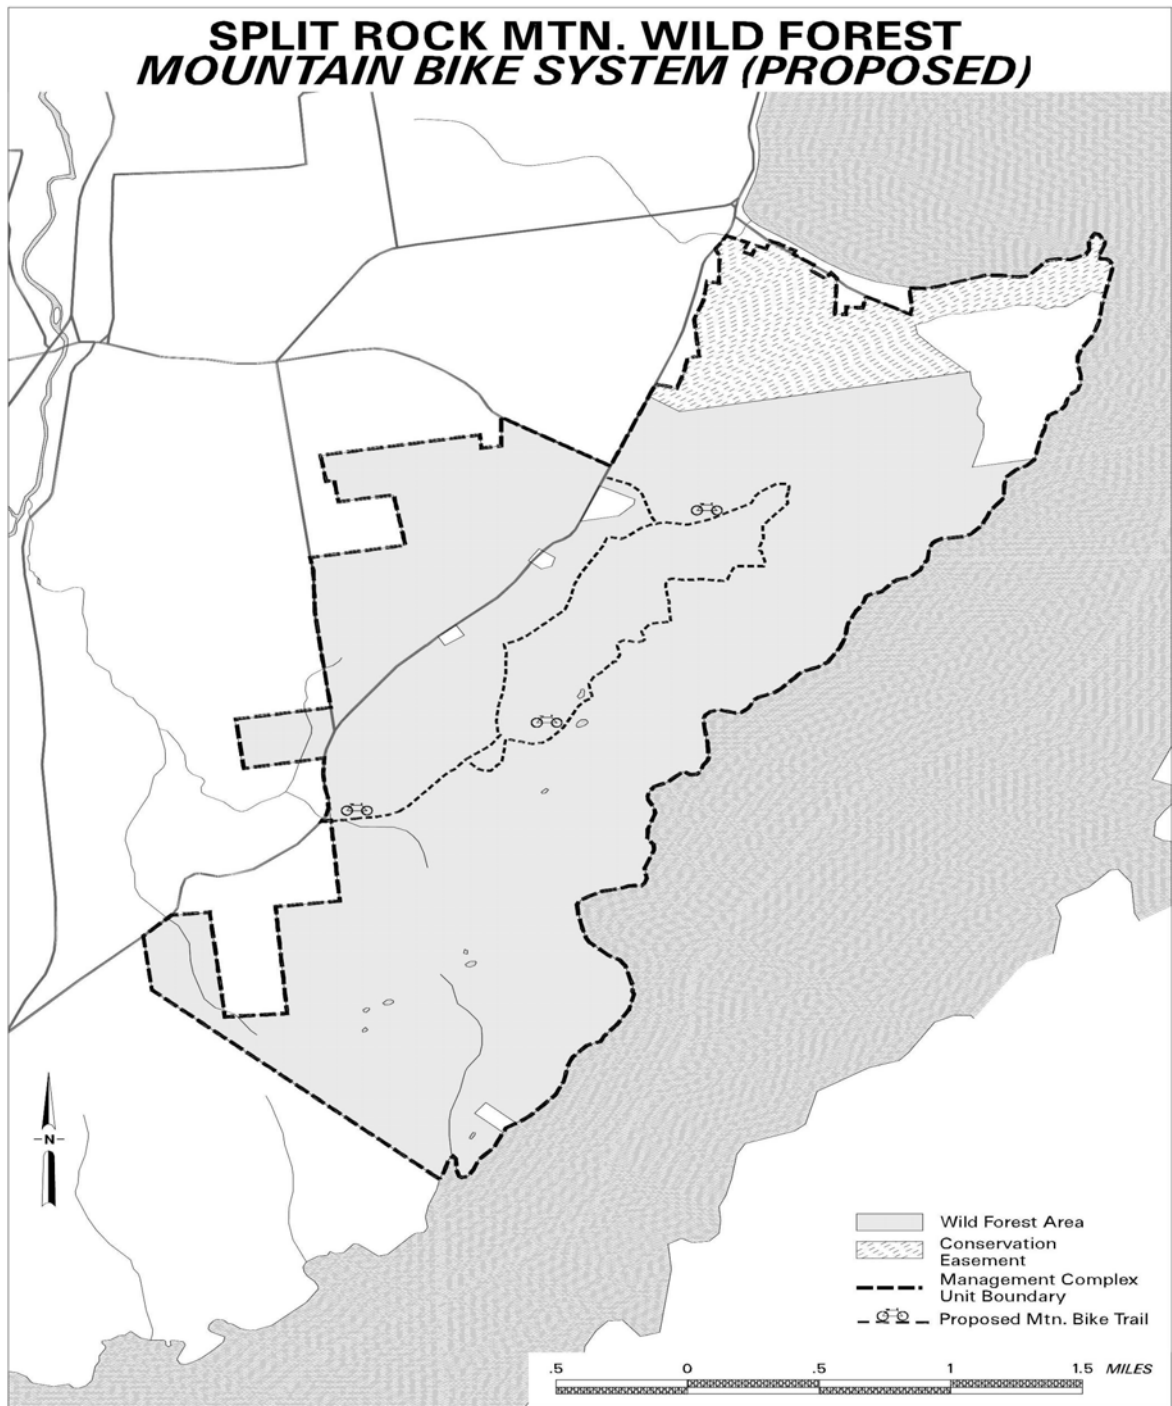 SPLIT ROCK MTN. WILD FOREST
MOUNTAIN BIKE SYSTEM (PROPOSED)
-N-
Wild Forest Area
Conservation
Easement
Management Complex
Unit Boundary
Proposed Mtn. Bike Trail
.5 0 .5 1 1.5 MILES